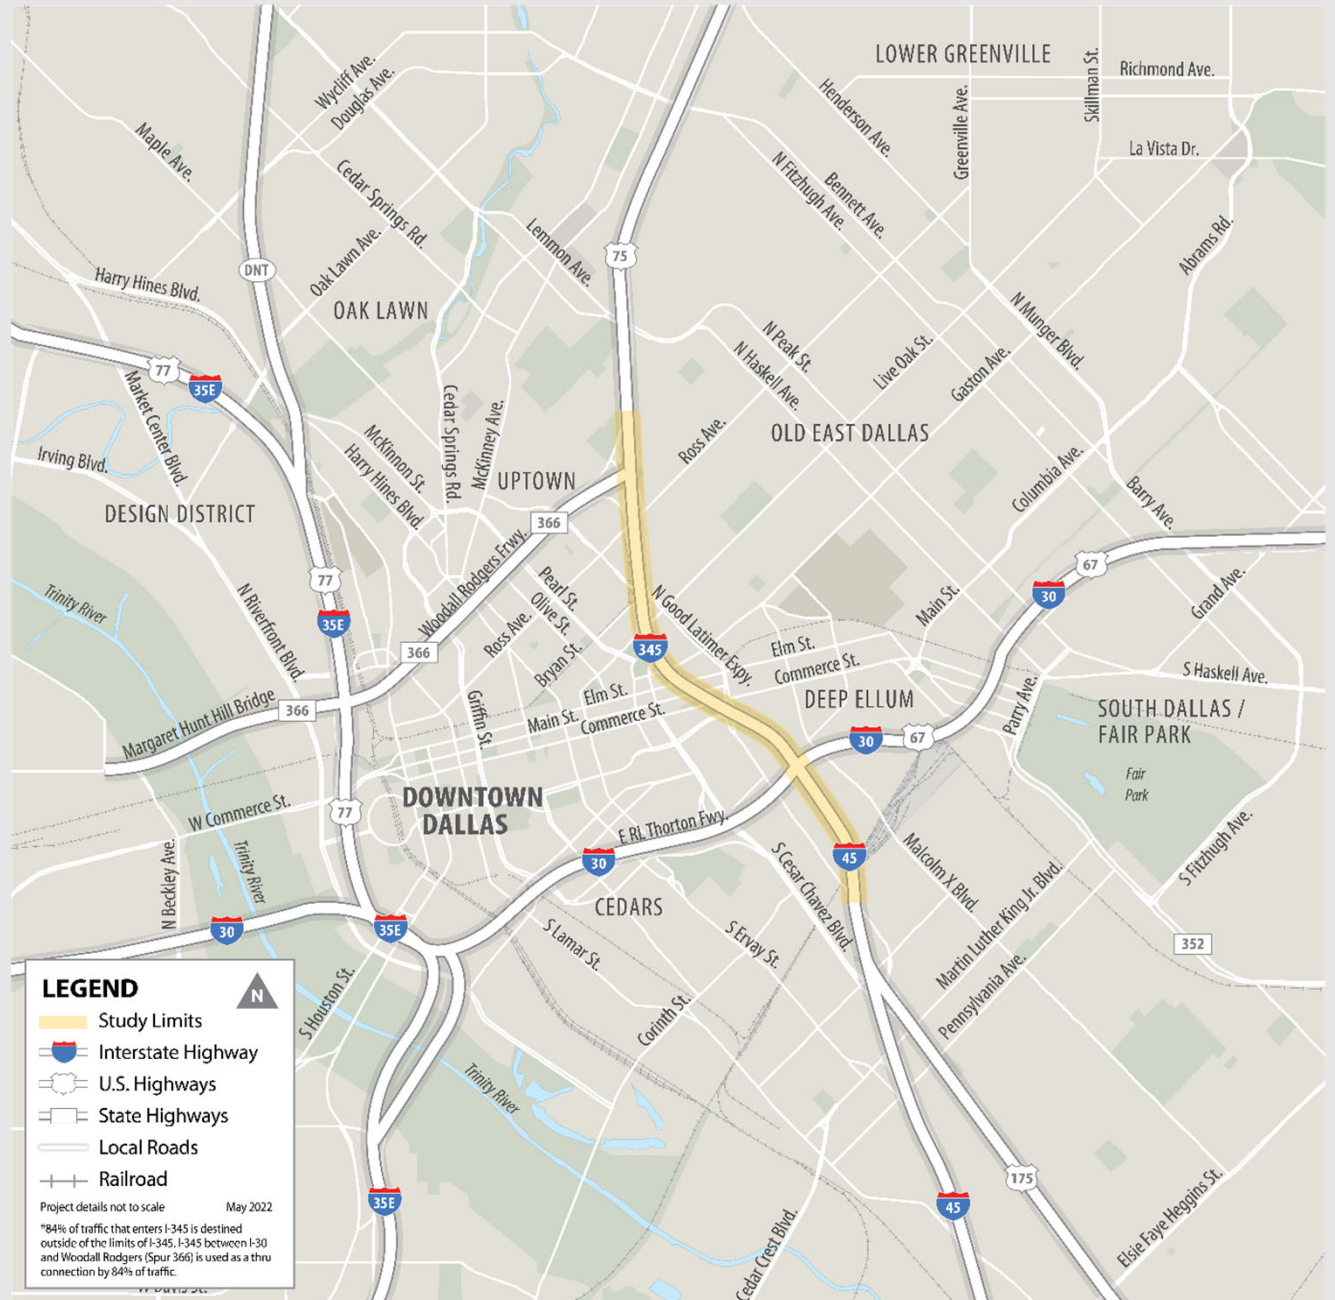 LOWER GREENVILLE
Richmond Ave.
Skillman St.
Greenville Ave.
La Vista Dr.
Wycliff Ave.
Douglas Ave.
Maple Ave.
Henderson Ave.
N Fitzhugh Ave.
Bennett Ave.
Cedar Springs Rd.
Lemmon Ave.
Abrams Rd.
75
DNT
Oak Lawn Ave.
Harry Hines Blvd.
OAK LAWN
N Munger Blvd.
N Peak St.
N Haskell Ave.
Live Oak St.
Gaston Ave.
77
35E
Market Center Blvd.
Cedar Springs Rd.
McKinney Ave.
McKinnon St.
Harry Hines Blvd.
Ross Ave.
OLD EAST DALLAS
Irving Blvd.
UPTOWN
Columbia Ave.
Barry Ave.
DESIGN DISTRICT
366
Woodall Rodgers Frwy.
67
30
77
35E
Trinity River
N Riverfront Blvd.
Pearl St.
Olive St.
Ross Ave.
Bryan St.
N Good Latimer Expy.
345
Main St.
Grand Ave.
366
Elm St.
Commerce St.
S Haskell Ave.
Elm St.
Main St.
Commerce St.
DEEP ELLUM
Griffin St.
Parry Ave.
SOUTH DALLAS /
FAIR PARK
366
Margaret Hunt Hill Bridge
30
67
Fair
Park
77
W Commerce St.
DOWNTOWN
DALLAS
E RL Thorton Fwy.
30
45
S Cesar Chavez Blvd.
Malcolm X Blvd.
Martin Luther King Jr. Blvd.
S Fitzhugh Ave.
N Beckley Ave.
Trinity River
CEDARS
30
35E
S Lamar St.
S Ervay St.
352
Pennsylvania Ave.
S Houston St.
Corinth St.
Trinity River
175
35E
45
Cedar Crest Blvd.
Elsie Faye Heggins St.
LEGEND
N
Study Limits
Interstate Highway
U.S. Highways
State Highways
Local Roads
Railroad
Project details not to scale May 2022
*84% of traffic that enters I-345 is destined
outside of the limits of I-345. I-345 between I-30
and Woodall Rodgers (Spur 366) is used as a thru
connection by 84% of traffic.